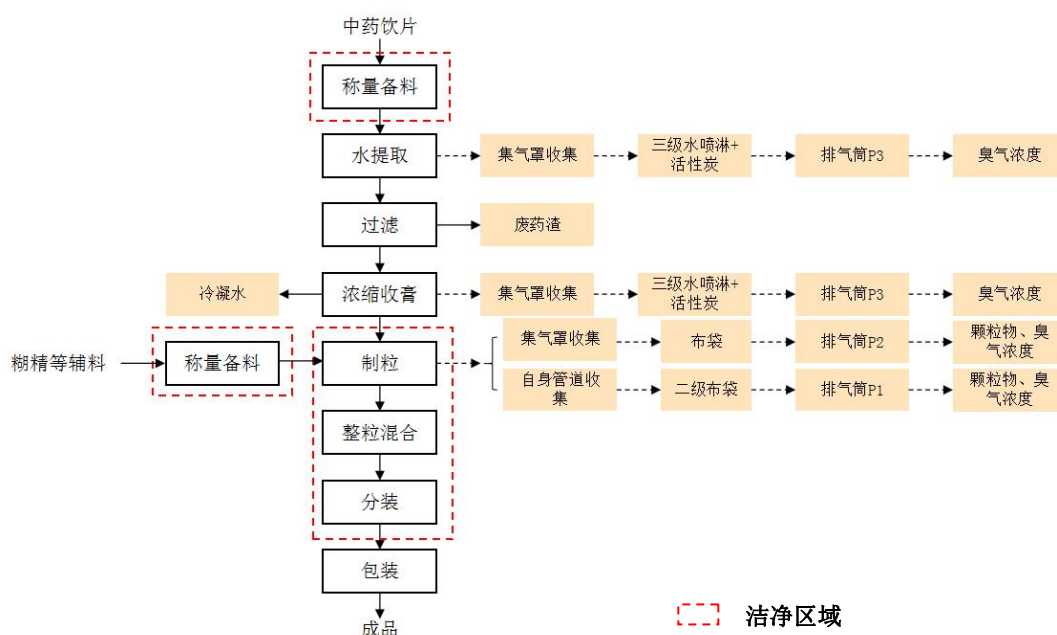 中药饮片
称量备料
水提取
集气罩收集
三级水喷淋+
活性炭
排气筒P3
臭气浓度
过滤
废药渣
冷凝水
浓缩收膏
集气罩收集
三级水喷淋+
活性炭
排气筒P3
臭气浓度
糊精等辅料
称量备料
制粒
集气罩收集
布袋
排气筒P2
颗粒物、臭
气浓度
自身管道收
集
二级布袋
排气筒P1
颗粒物、臭
气浓度
整粒混合
分装
包装
成品
洁净区域